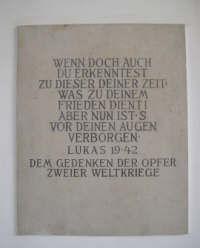 WENN DOCH AUCH
DU ERKENNTEST
ZU DIESER DEINER ZEIT·
WAS ZU DEINEM
FRIEDEN DIENT!
ABER NUN IST·S
VOR DEINEN AUGEN
VERBORGEN·
LUKAS 19·42
DEM GEDENKEN DER OPFER
ZWEIER WELTKRIEGE